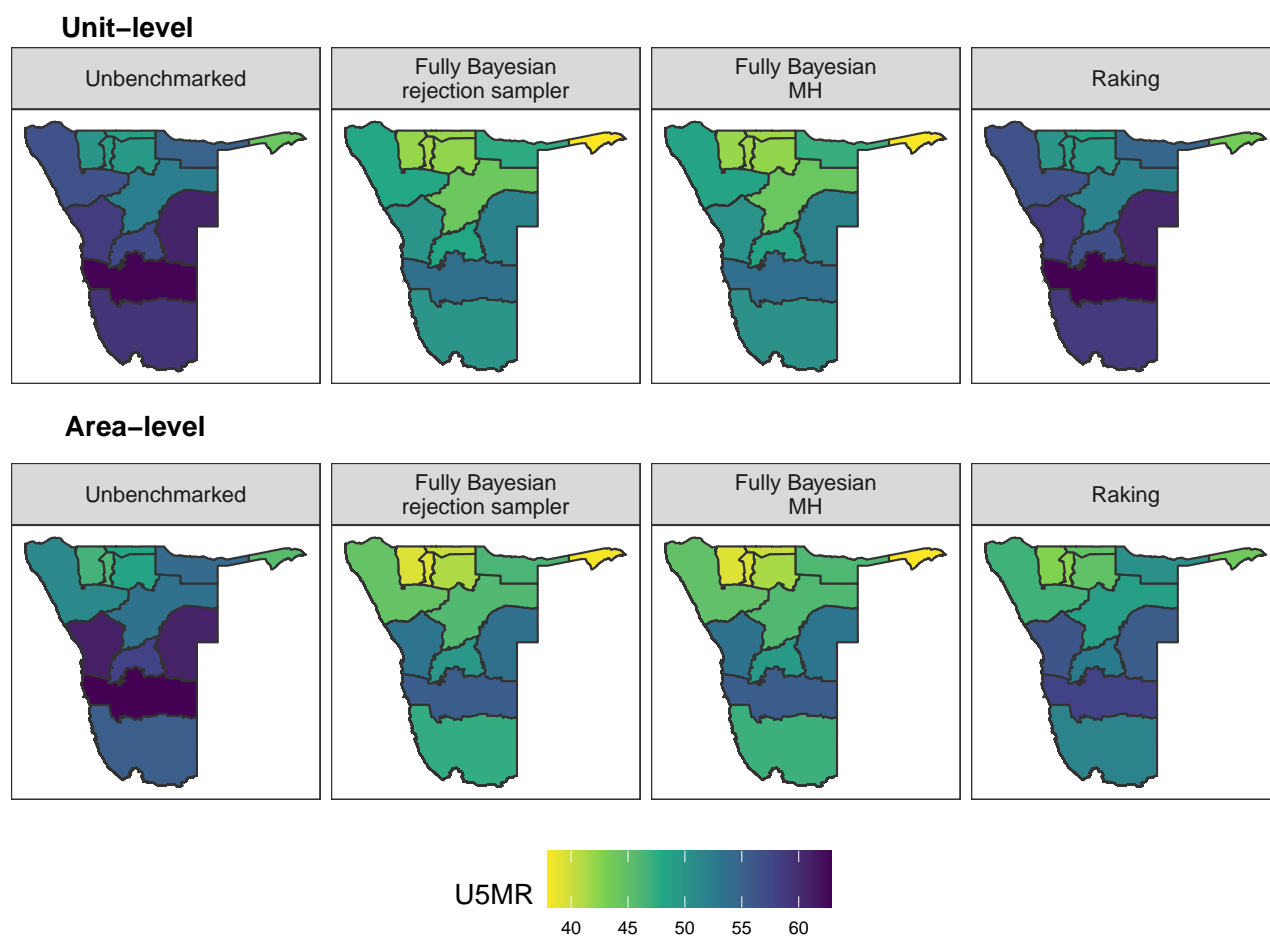 Unit−level
Unbenchmarked
Fully Bayesian
rejection sampler
Fully Bayesian
MH
Raking
Area−level
Unbenchmarked
Fully Bayesian
rejection sampler
Fully Bayesian
MH
Raking
U5MR
40 45 50 55 60